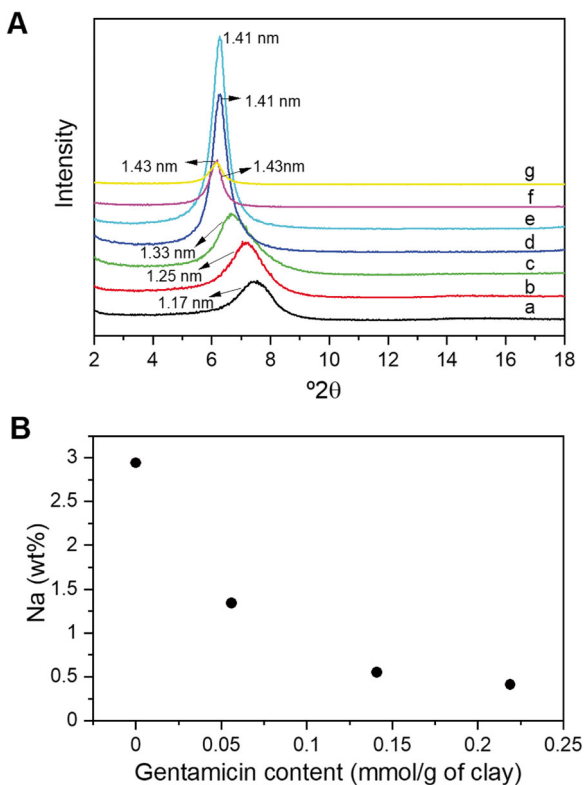 A
1.41 nm
1.41 nm
1.43 nm
1.43nm
g
f
e
d
1.33 nm
c
1.25 nm
b
1.17 nm
a
Intensity
2 4 6 8 10 12 14 16 18
º2θ
B
3
2.5
2
1.5
1
0.5
0
Na (wt%)
0 0.05 0.1 0.15 0.2 0.25
Gentamicin content (mmol/g of clay)